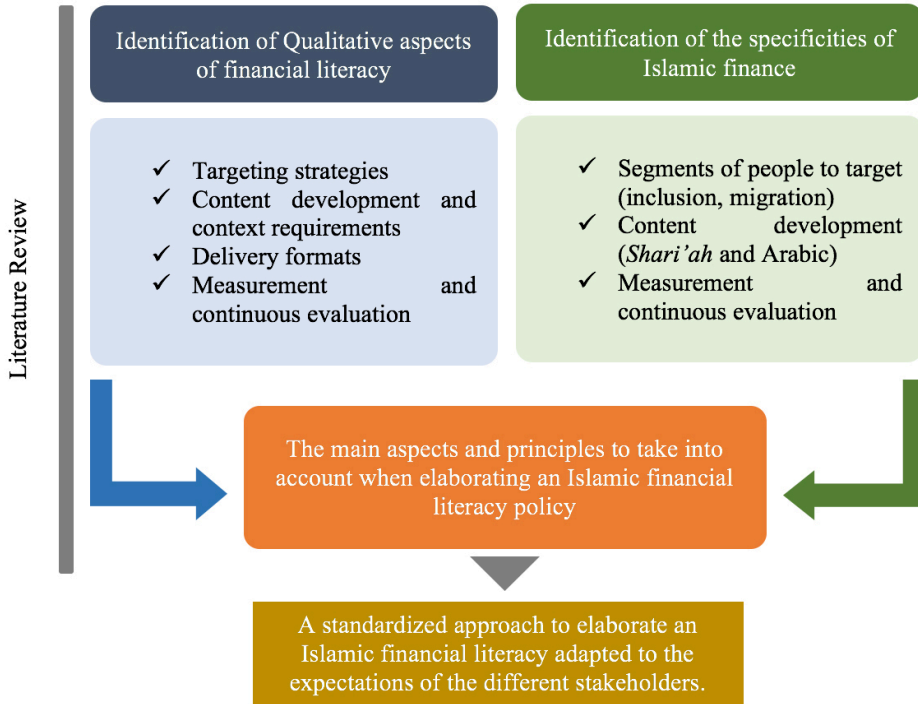 Literature Review
Identification of Qualitative aspects
of financial literacy
✓ Targeting strategies
✓ Content development and
context requirements
✓ Delivery formats
✓ Measurement and
continuous evaluation
Identification of the specificities of
Islamic finance
✓ Segments of people to target
(inclusion, migration)
✓ Content development
(Shari’ah and Arabic)
✓ Measurement and
continuous evaluation
The main aspects and principles to take into
account when elaborating an Islamic financial
literacy policy
A standardized approach to elaborate an
Islamic financial literacy adapted to the
expectations of the different stakeholders.